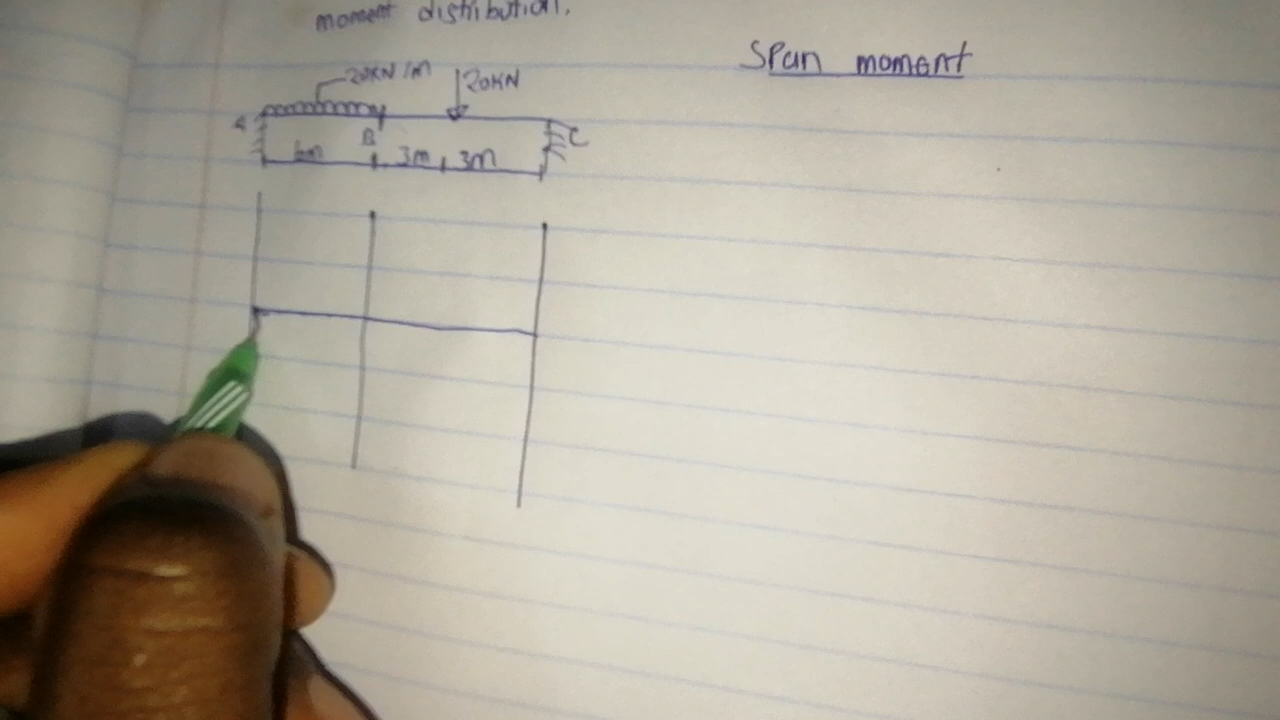 moment distribution.
Span moment
20KN/m 20KN
A B C
6m 3m 3m